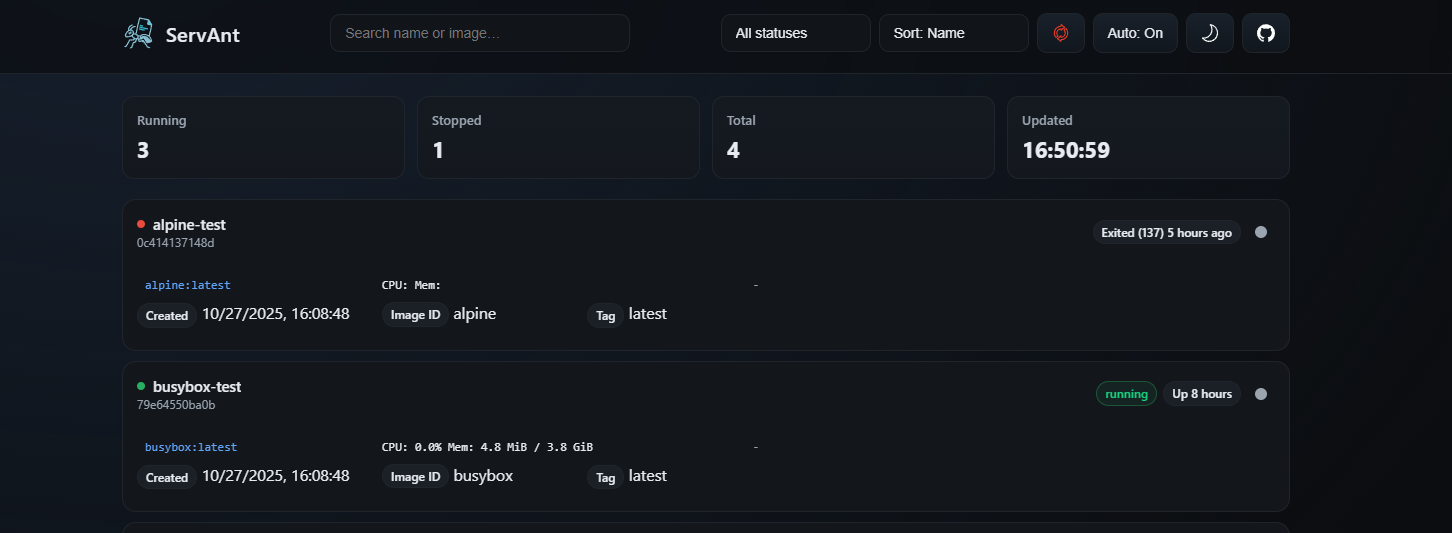 ServAnt Search name or image… All statuses Sort: Name Auto: On
Running Stopped Total Updated
3 1 4 16:50:59
alpine-test
Exited (137) 5 hours ago
0c414137148d
alpine:latest CPU: Mem: -
Created 10/27/2025, 16:08:48 Image ID alpine Tag latest
busybox-test
running Up 8 hours
79e64550ba0b
busybox:latest CPU: 0.0% Mem: 4.8 MiB / 3.8 GiB -
Created 10/27/2025, 16:08:48 Image ID busybox Tag latest